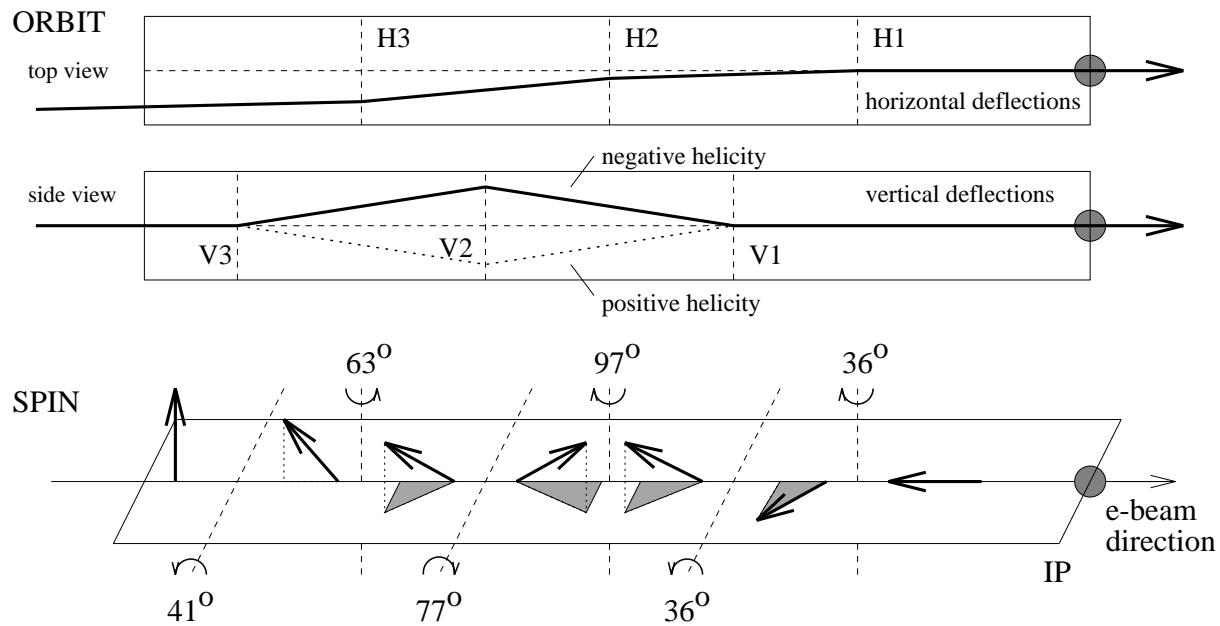 ORBIT
H3 H2 H1
top view
horizontal deflections
negative helicity
side view
vertical deflections
V3 V2 V1
positive helicity
63° 97° 36°
SPIN
e-beam
direction
IP
41° 77° 36°